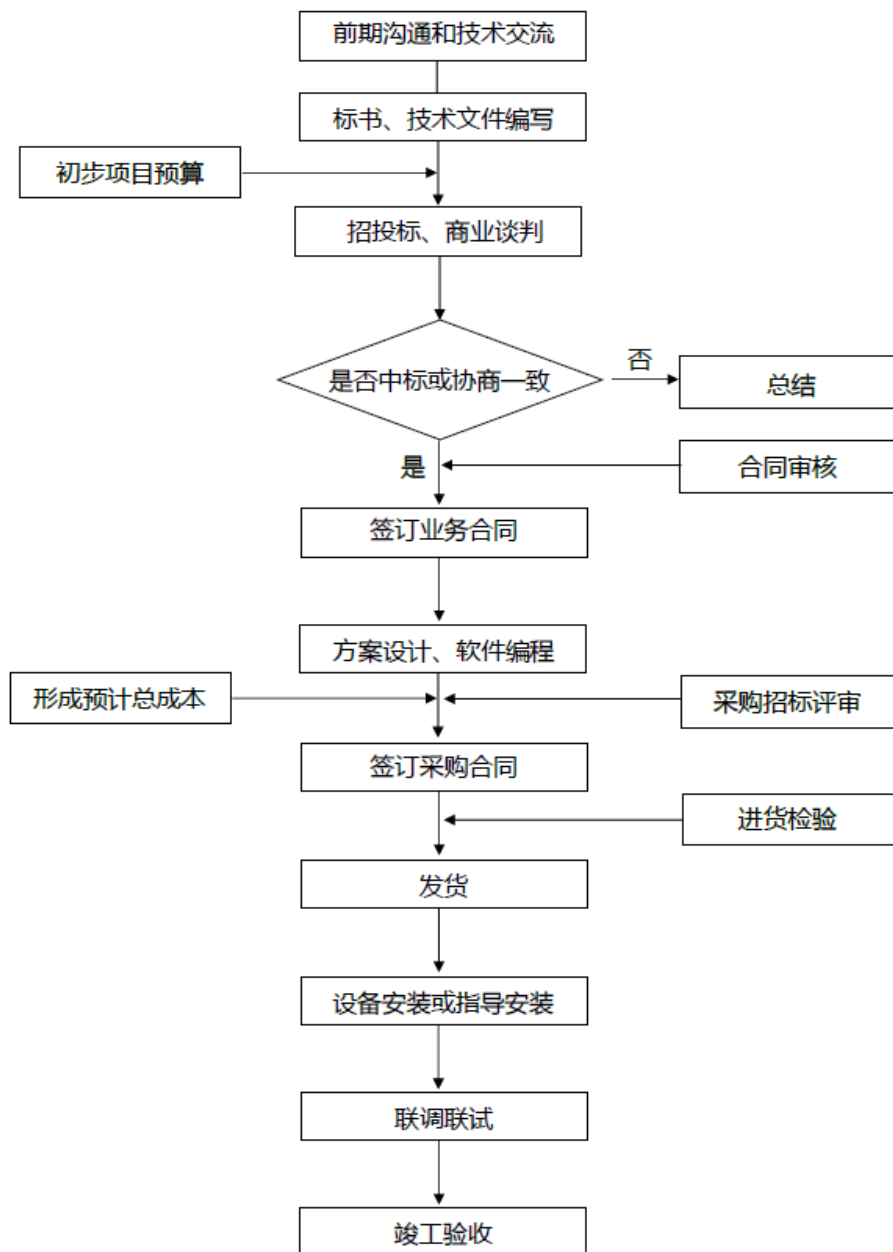 前期沟通和技术交流
标书、技术文件编写
初步项目预算
招投标、商业谈判
是否中标或协商一致
否
总结
是
合同审核
签订业务合同
方案设计、软件编程
形成预计总成本
采购招标评审
签订采购合同
进货检验
发货
设备安装或指导安装
联调联试
竣工验收